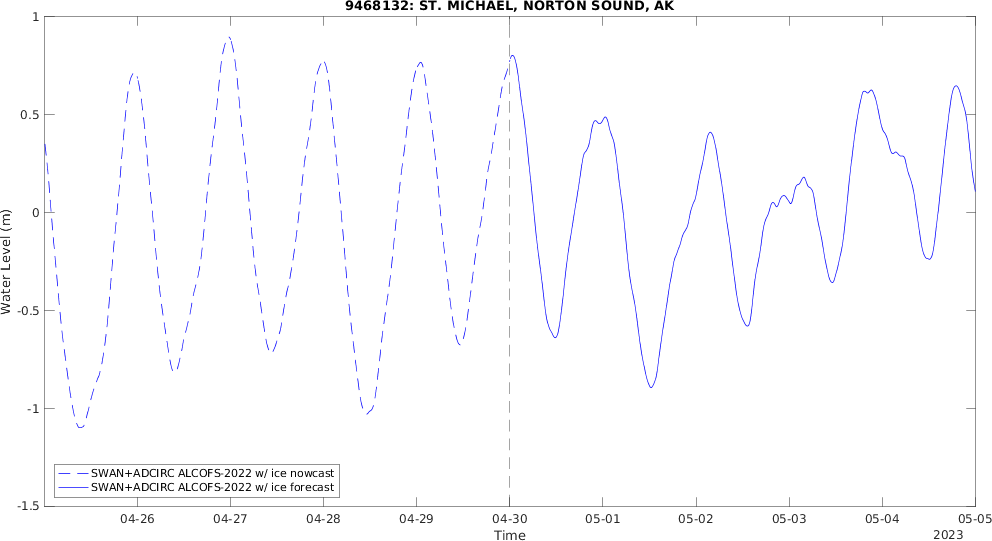 9468132: ST. MICHAEL, NORTON SOUND, AK
1
0.5
0
-0.5
-1
-1.5
Water Level (m)
SWAN+ADCIRC ALCOFS-2022 w/ ice nowcast
SWAN+ADCIRC ALCOFS-2022 w/ ice forecast
04-26 04-27 04-28 04-29 04-30 05-01 05-02 05-03 05-04 05-05
Time
2023